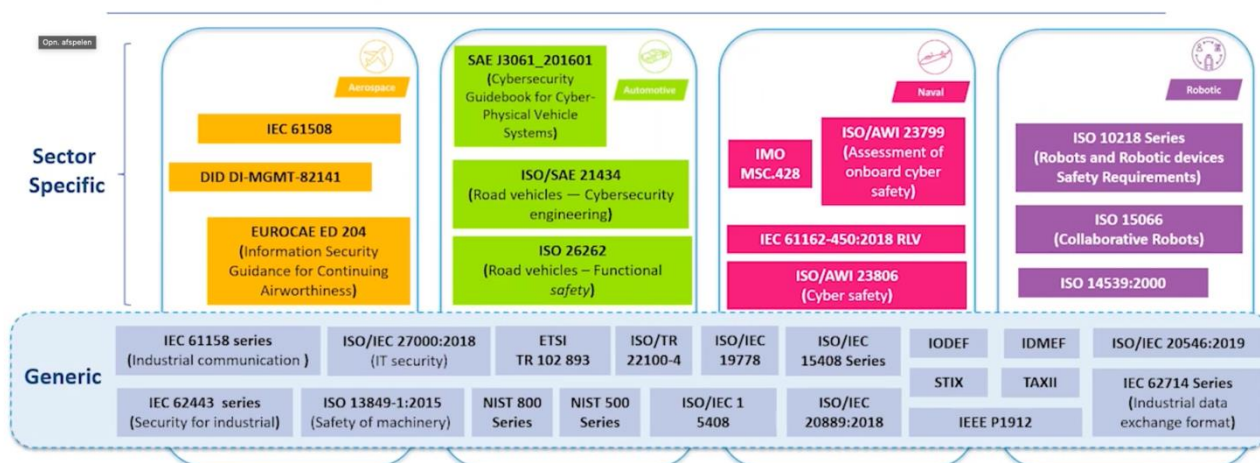 Opn. afspelen
Sector
Specific
Aerospace
IEC 61508
DID DI-MGMT-82141
EUROCAE ED 204
(Information Security
Guidance for Continuing
Airworthiness)
SAE J3061_201601
(Cybersecurity
Guidebook for Cyber-
Physical Vehicle
Systems)
Automotive
ISO/SAE 21434
(Road vehicles — Cybersecurity
engineering)
ISO 26262
(Road vehicles – Functional
safety)
Naval
IMO
MSC.428
ISO/AWI 23799
(Assessment of
onboard cyber
safety)
IEC 61162-450:2018 RLV
ISO/AWI 23806
(Cyber safety)
Robotic
ISO 10218 Series
(Robots and Robotic devices
Safety Requirements)
ISO 15066
(Collaborative Robots)
ISO 14539:2000
Generic
IEC 61158 series
(Industrial communication )
ISO/IEC 27000:2018
(IT security)
ETSI
TR 102 893
ISO/TR
22100-4
ISO/IEC
19778
ISO/IEC
15408 Series
IODEF
IDMEF
ISO/IEC 20546:2019
STIX
TAXII
IEC 62443 series
(Security for industrial)
ISO 13849-1:2015
(Safety of machinery)
NIST 800
Series
NIST 500
Series
ISO/IEC 1
5408
ISO/IEC
20889:2018
IEEE P1912
IEC 62714 Series
(Industrial data
exchange format)